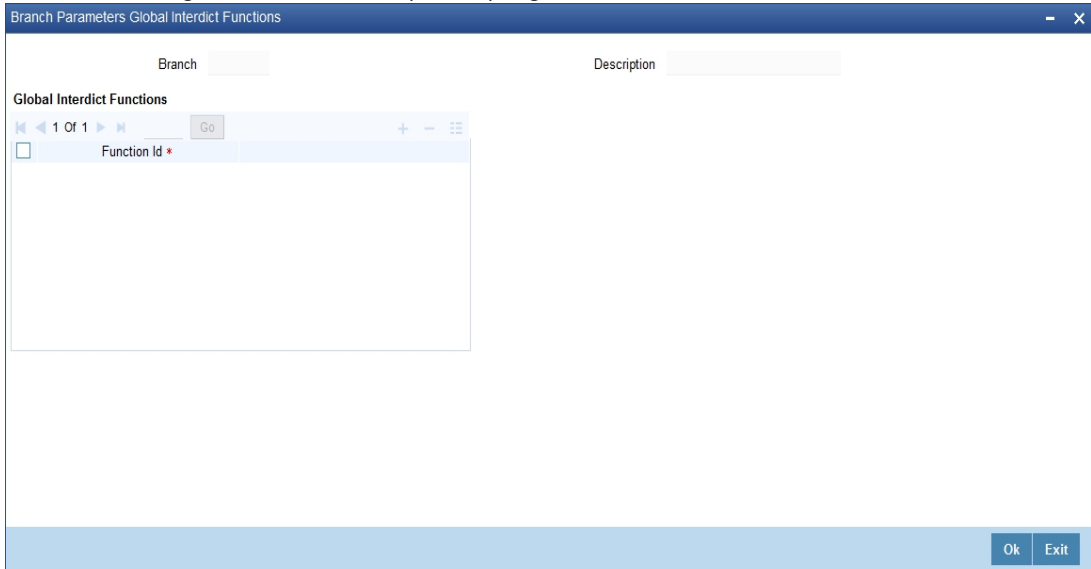 Branch Parameters Global Interdict Functions
Branch
Description
Global Interdict Functions
1 Of 1
Go
Function Id *
Ok
Exit